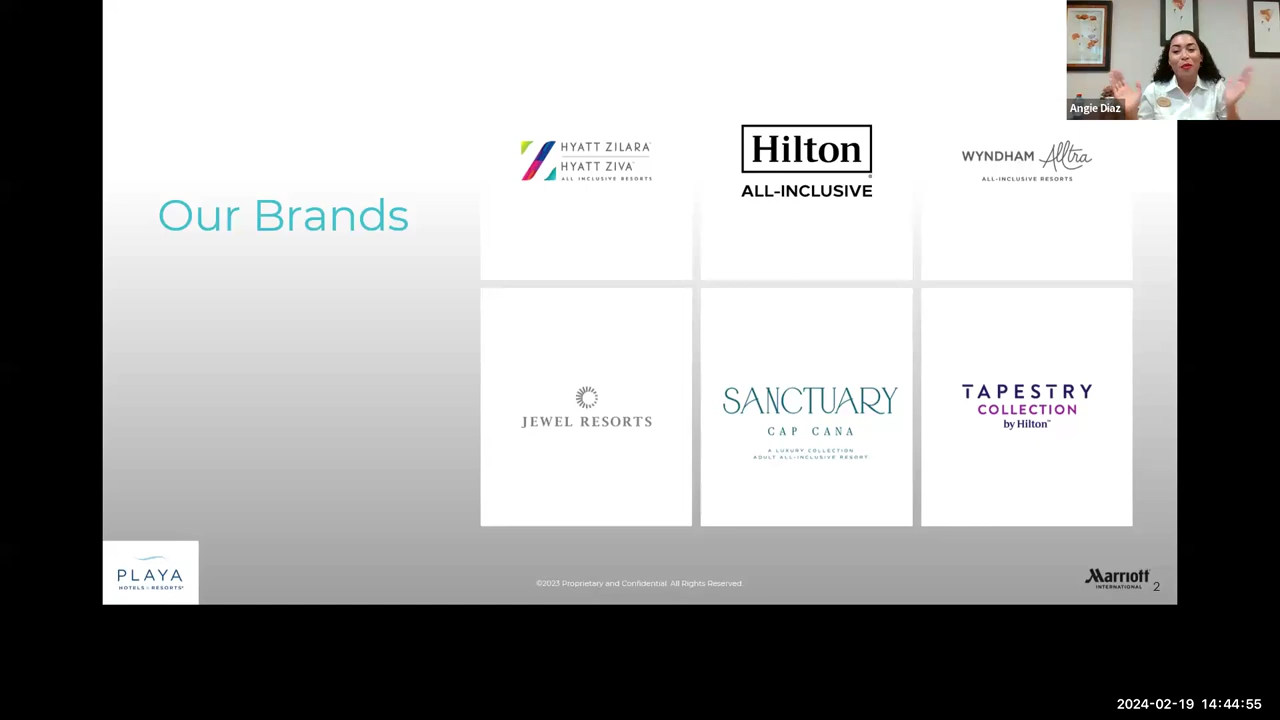 Angie Diaz
Our Brands
HYATT ZILARA
HYATT ZIVA
ALL INCLUSIVE RESORTS
Hilton
ALL-INCLUSIVE
WYNDHAM Alltra
ALL-INCLUSIVE RESORTS
JEWEL RESORTS
SANCTUARY
CAP CANA
A LUXURY COLLECTION
ADULT ALL-INCLUSIVE RESORT
TAPESTRY
COLLECTION
by Hilton™
PLAYA
HOTELS & RESORTS®
©2023 Proprietary and Confidential. All Rights Reserved
Marriott
INTERNATIONAL
2
2024-02-19 14:44:55